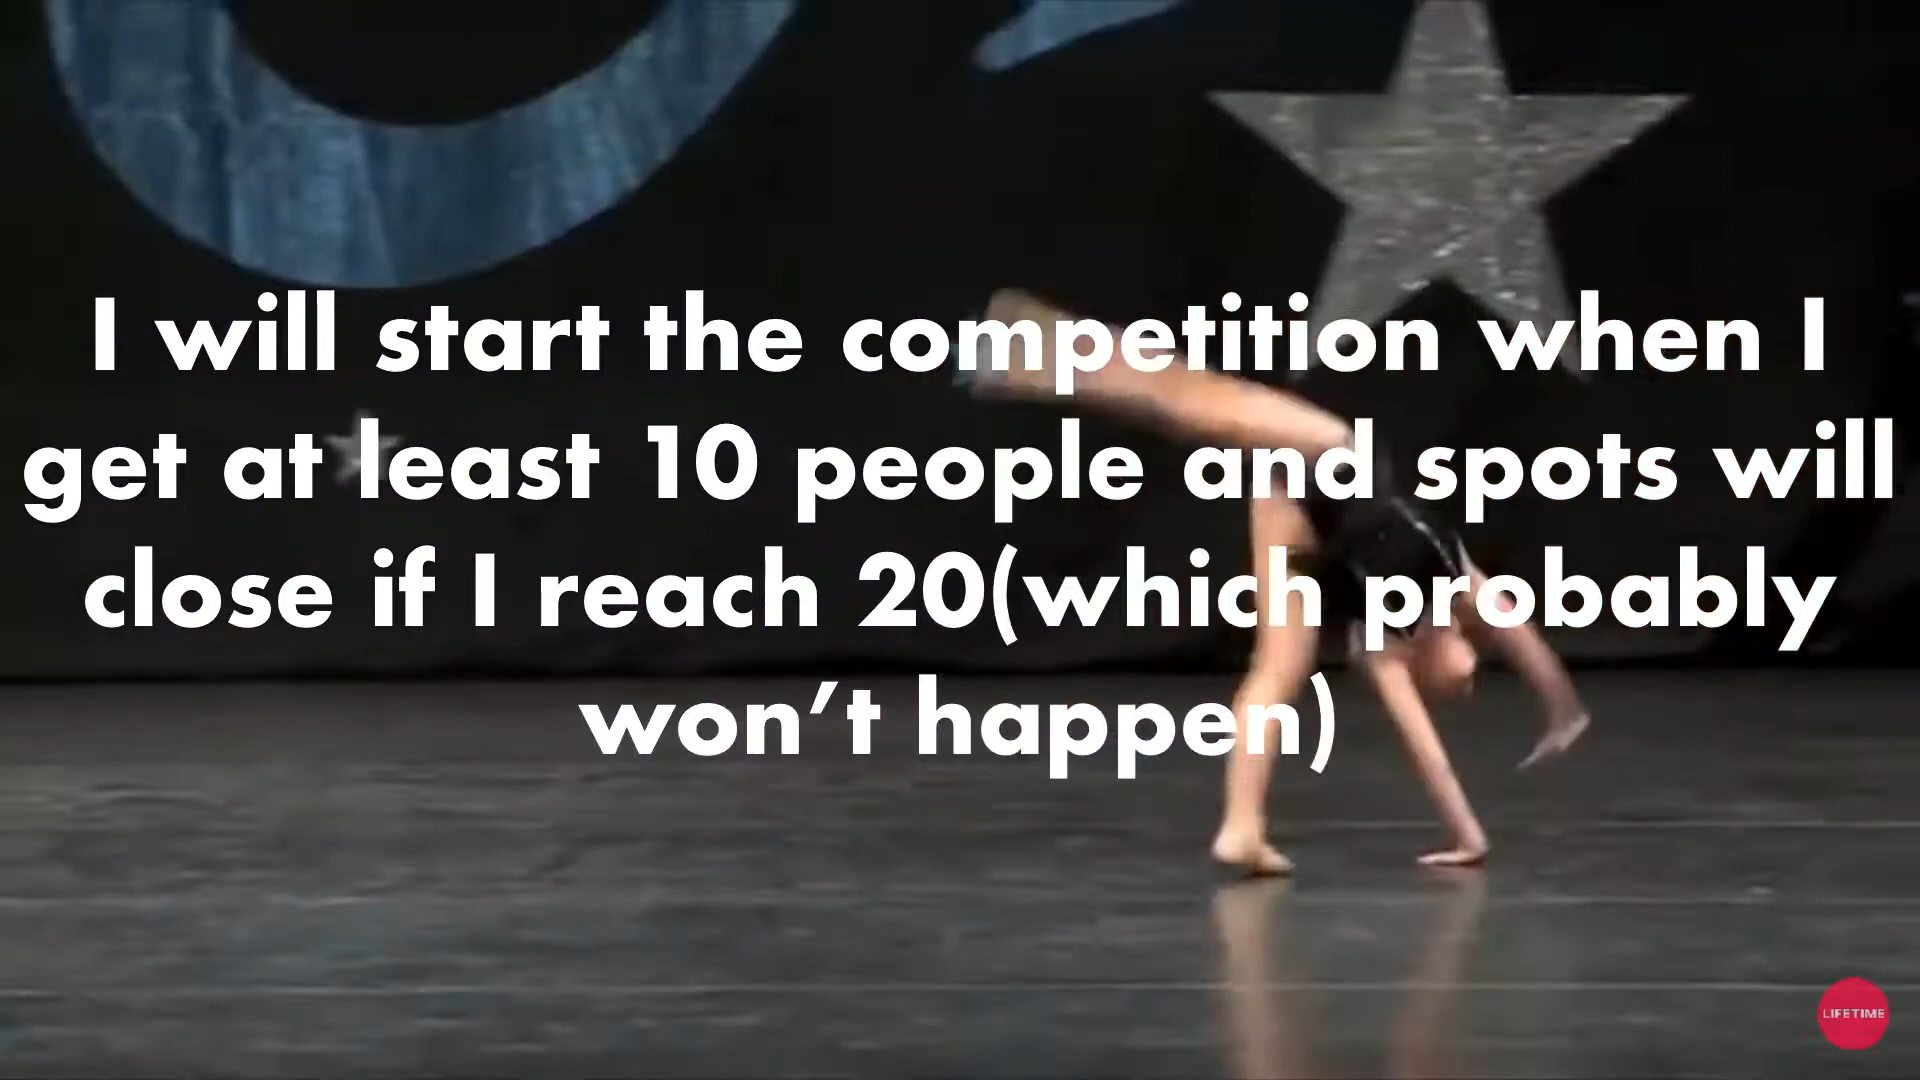 I will start the competition when I
get at least 10 people and spots will
close if I reach 20(which probably
won’t happen)
LIFETIME